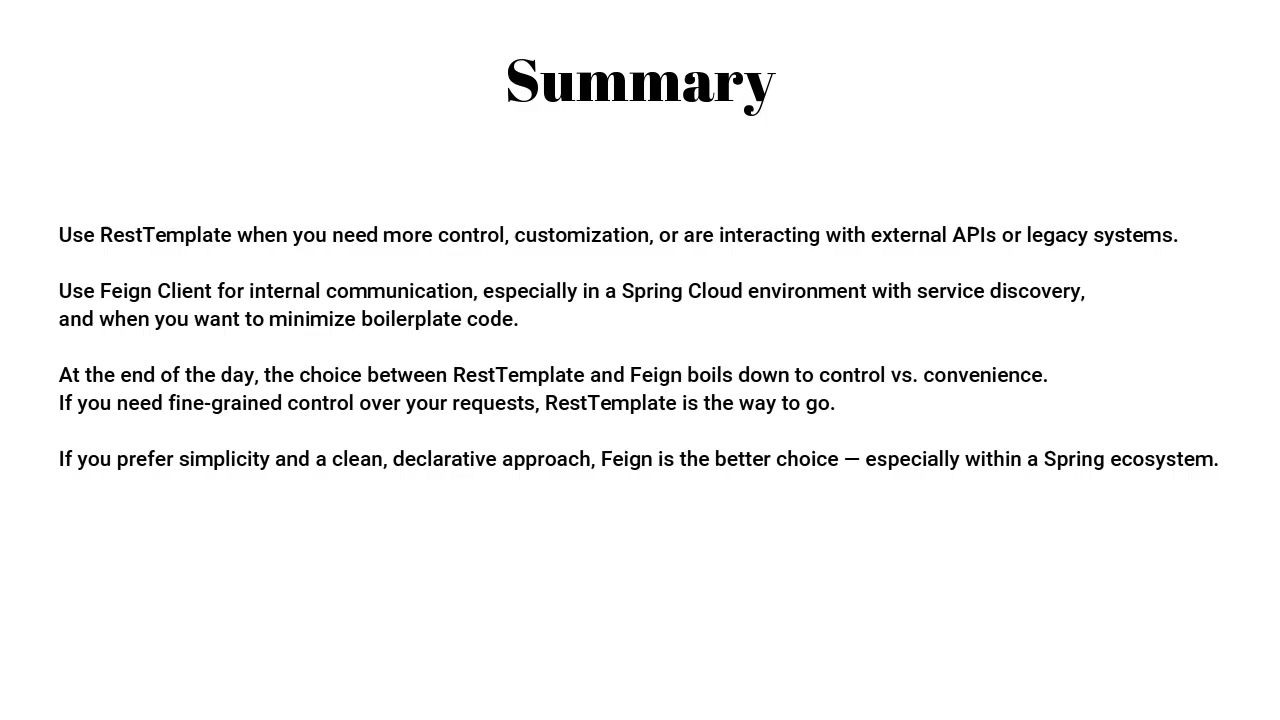 Summary
Use RestTemplate when you need more control, customization, or are interacting with external APIs or legacy systems.
Use Feign Client for internal communication, especially in a Spring Cloud environment with service discovery,
and when you want to minimize boilerplate code.
At the end of the day, the choice between RestTemplate and Feign boils down to control vs. convenience.
If you need fine-grained control over your requests, RestTemplate is the way to go.
If you prefer simplicity and a clean, declarative approach, Feign is the better choice — especially within a Spring ecosystem.